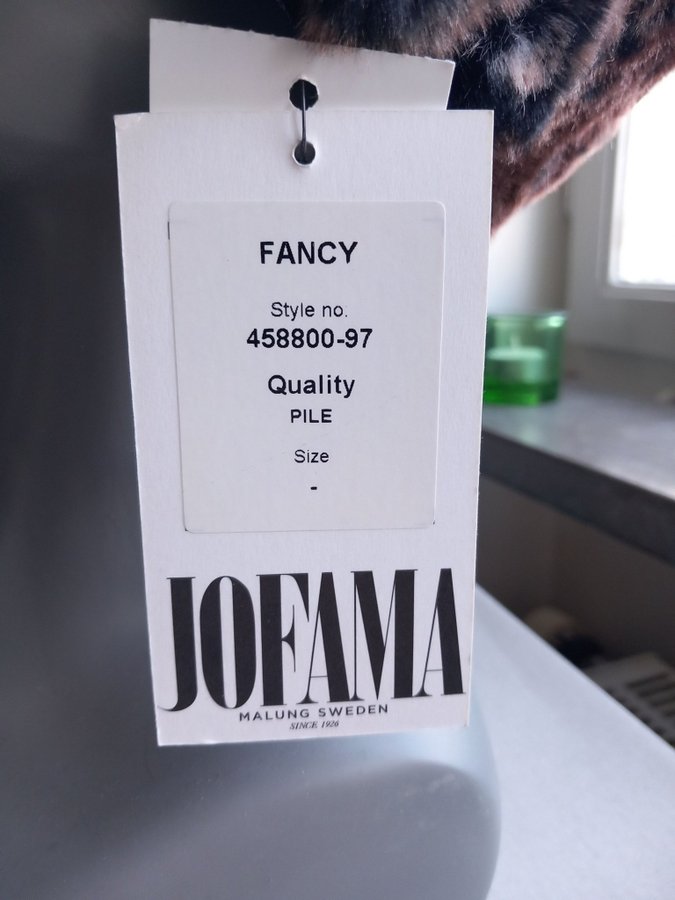 FANCY
Style no.
458800-97
Quality
PILE
Size
-
JOFAMA
MALUNG SWEDEN
SINCE 1926